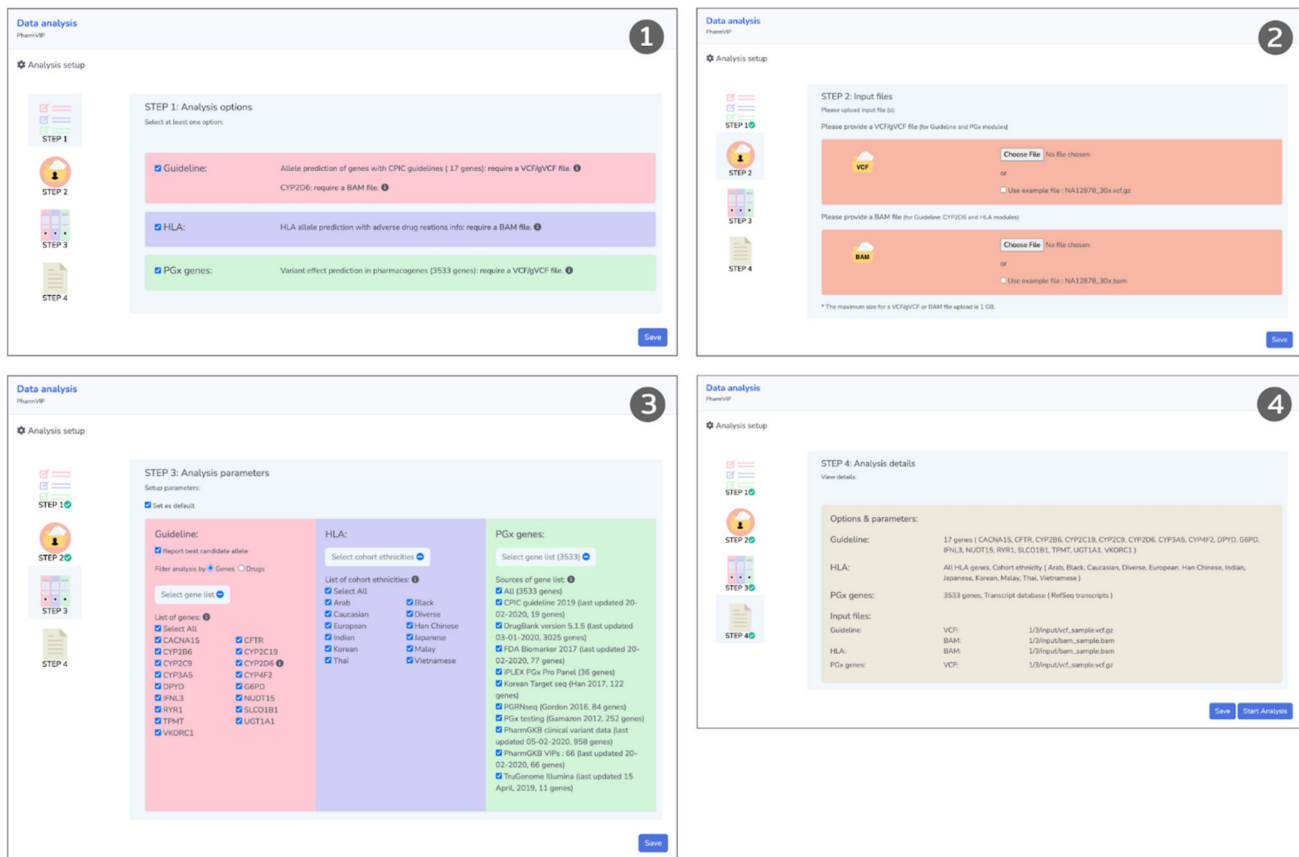 Data analysis
PharmVIP
1
Analysis setup
STEP 1
STEP 2
STEP 3
STEP 4
STEP 1: Analysis options
Select at least one option:
Guideline:
Allele prediction of genes with CPIC guidelines ( 17 genes): require a VCF/gVCF file.
CYP2D6: require a BAM file.
HLA:
HLA allele prediction with adverse drug reations info: require a BAM file.
PGx genes:
Variant effect prediction in pharmacogenes (3533 genes): require a VCF/gVCF file.
Save
Data analysis
PharmVIP
2
Analysis setup
STEP 1
STEP 2
STEP 3
STEP 4
STEP 2: Input files
Please upload input file (s):
Please provide a VCF/gVCF file (for Guideline and PGx modules)
VCF
Choose File No file chosen
or
Use example file : NA12878_30x.vcf.gz
Please provide a BAM file (for Guideline: CYP2D6 and HLA modules)
BAM
Choose File No file chosen
or
Use example file : NA12878_30x.bam
* The maximum size for a VCF/gVCF or BAM file upload is 1 GB.
Save
Data analysis
PharmVIP
3
Analysis setup
STEP 1
STEP 2
STEP 3
STEP 4
STEP 3: Analysis parameters
Setup parameters:
Set as default
Guideline:
Report best candidate allele
Filter analysis by Genes Drugs
Select gene list
List of genes:
Select All
CACNA1S CFTR
CYP2B6 CYP2C19
CYP2C9 CYP2D6
CYP3A5 CYP4F2
DPYD G6PD
IFNL3 NUDT15
RYR1 SLCO1B1
TPMT UGT1A1
VKORC1
HLA:
Select cohort ethnicities
List of cohort ethnicities:
Select All
Arab Black
Caucasian Diverse
European Han Chinese
Indian Japanese
Korean Malay
Thai Vietnamese
PGx genes:
Select gene list (3533)
Sources of gene list:
All (3533 genes)
CPIC guideline 2019 (last updated 20-
02-2020, 19 genes)
DrugBank version 5.1.5 (last updated
03-01-2020, 3025 genes)
FDA Biomarker 2017 (last updated 20-
02-2020, 77 genes)
iPLEX PGx Pro Panel (36 genes)
Korean Target seq (Han 2017, 122
genes)
PGRNseq (Gordon 2016, 84 genes)
PGx testing (Gamazon 2012, 252 genes)
PharmGKB clinical variant data (last
updated 05-02-2020, 958 genes)
PharmGKB VIPs : 66 (last updated 20-
02-2020, 66 genes)
TruGenome Illumina (last updated 15
April, 2019, 11 genes)
Save
Data analysis
PharmVIP
4
Analysis setup
STEP 1
STEP 2
STEP 3
STEP 4
STEP 4: Analysis details
View details:
Options & parameters:
Guideline:
17 genes ( CACNA1S, CFTR, CYP2B6, CYP2C19, CYP2C9, CYP2D6, CYP3A5, CYP4F2, DPYD, G6PD,
IFNL3, NUDT15, RYR1, SLCO1B1, TPMT, UGT1A1, VKORC1 )
HLA:
All HLA genes, Cohort ethnicity ( Arab, Black, Caucasian, Diverse, European, Han Chinese, Indian,
Japanese, Korean, Malay, Thai, Vietnamese )
PGx genes:
3533 genes, Transcript database ( RefSeq transcripts )
Input files:
Guideline: VCF: 1/3/input/vcf_sample.vcf.gz
BAM: 1/3/input/bam_sample.bam
HLA: BAM: 1/3/input/bam_sample.bam
PGx genes: VCF: 1/3/input/vcf_sample.vcf.gz
Save Start Analysis